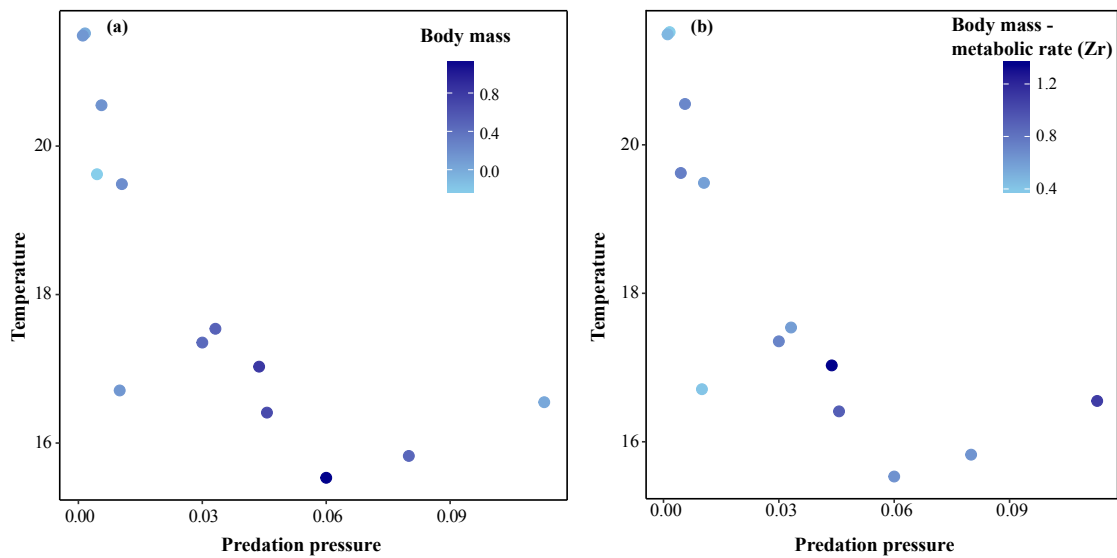 (a)
Body mass
0.8
0.4
0.0
Temperature
20
18
16
0.00
0.03
0.06
0.09
Predation pressure
(b)
Body mass -
metabolic rate (Zr)
1.2
0.8
0.4
Temperature
20
18
16
0.00
0.03
0.06
0.09
Predation pressure